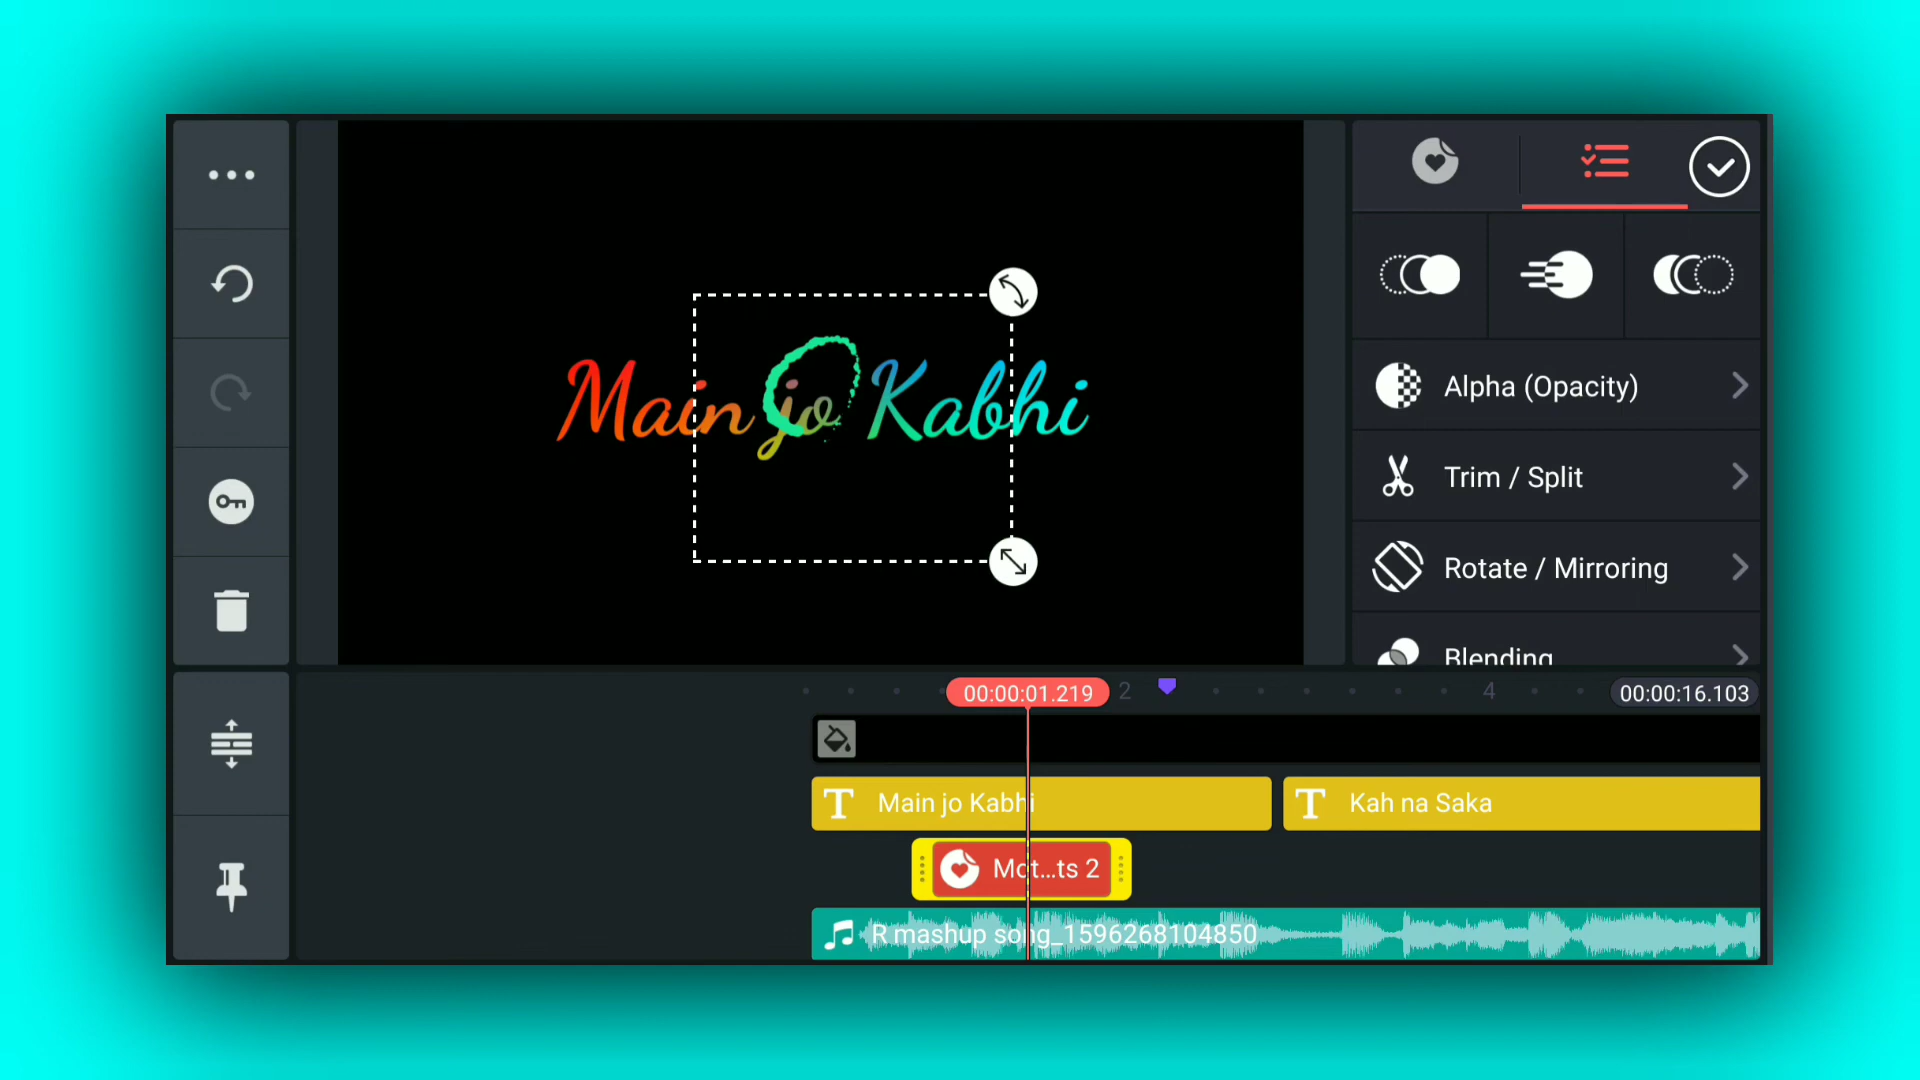 Main jo Kabhi
Alpha (Opacity)
Trim / Split
Rotate / Mirroring
Blending
00:00:01.219
2
4
00:00:16.103
T Main jo Kabhi
T Kah na Saka
Mot...ts 2
R mashup song_1596268104850